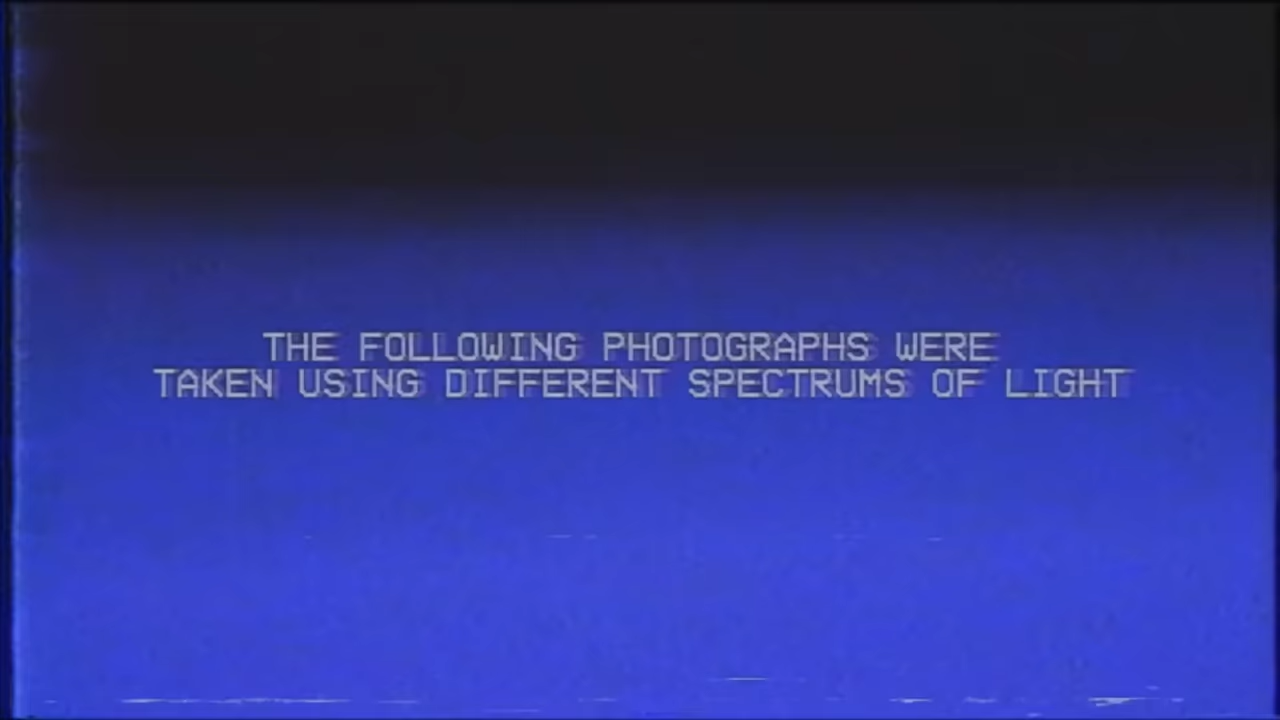 THE FOLLOWING PHOTOGRAPHS WERE
TAKEN USING DIFFERENT SPECTRUMS OF LIGHT